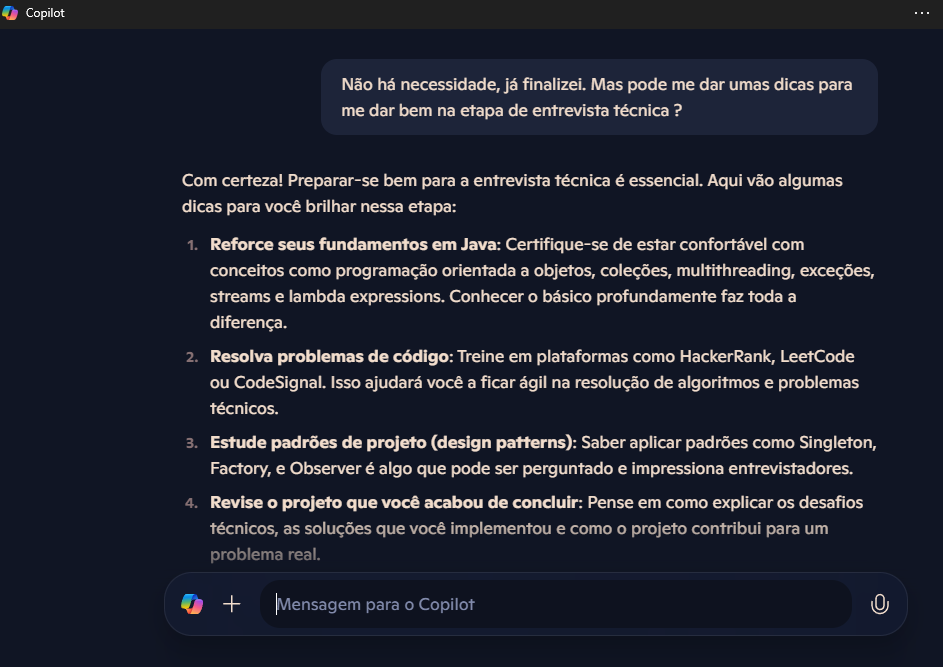 Copilot
Não há necessidade, já finalizei. Mas pode me dar umas dicas para
me dar bem na etapa de entrevista técnica ?
Com certeza! Preparar-se bem para a entrevista técnica é essencial. Aqui vão algumas
dicas para você brilhar nessa etapa:
1. Reforce seus fundamentos em Java: Certifique-se de estar confortável com
conceitos como programação orientada a objetos, coleções, multithreading, exceções,
streams e lambda expressions. Conhecer o básico profundamente faz toda a
diferença.
2. Resolva problemas de código: Treine em plataformas como HackerRank, LeetCode
ou CodeSignal. Isso ajudará você a ficar ágil na resolução de algoritmos e problemas
técnicos.
3. Estude padrões de projeto (design patterns): Saber aplicar padrões como Singleton,
Factory, e Observer é algo que pode ser perguntado e impressiona entrevistadores.
4. Revise o projeto que você acabou de concluir: Pense em como explicar os desafios
técnicos, as soluções que você implementou e como o projeto contribui para um
problema real.
Mensagem para o Copilot